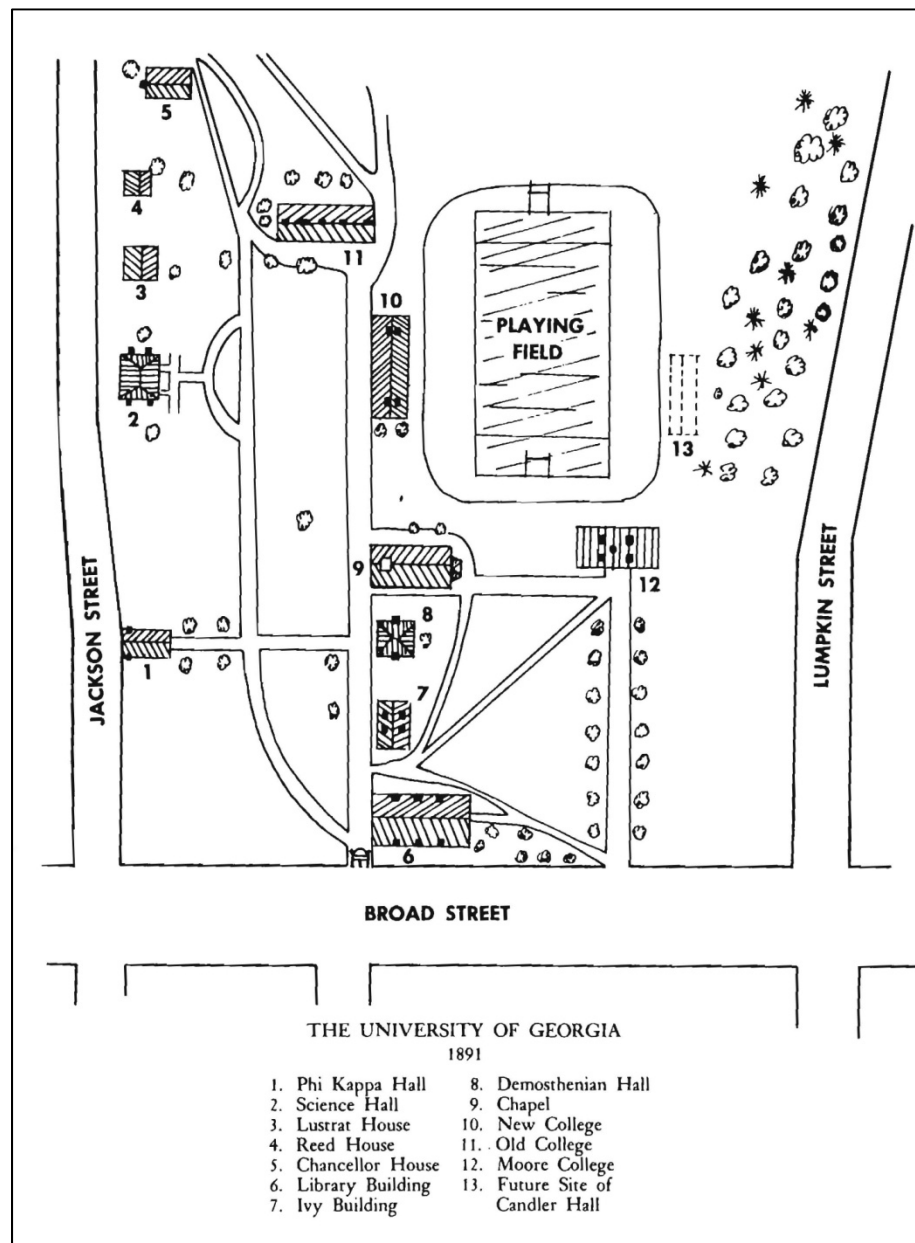 5
4
11
3
10
PLAYING
FIELD
2
13
9
12
8
1
7
6
JACKSON STREET
LUMPKIN STREET
BROAD STREET
THE UNIVERSITY OF GEORGIA
1891
1. Phi Kappa Hall
2. Science Hall
3. Lustrat House
4. Reed House
5. Chancellor House
6. Library Building
7. Ivy Building
8. Demosthenian Hall
9. Chapel
10. New College
11. Old College
12. Moore College
13. Future Site of
Candler Hall